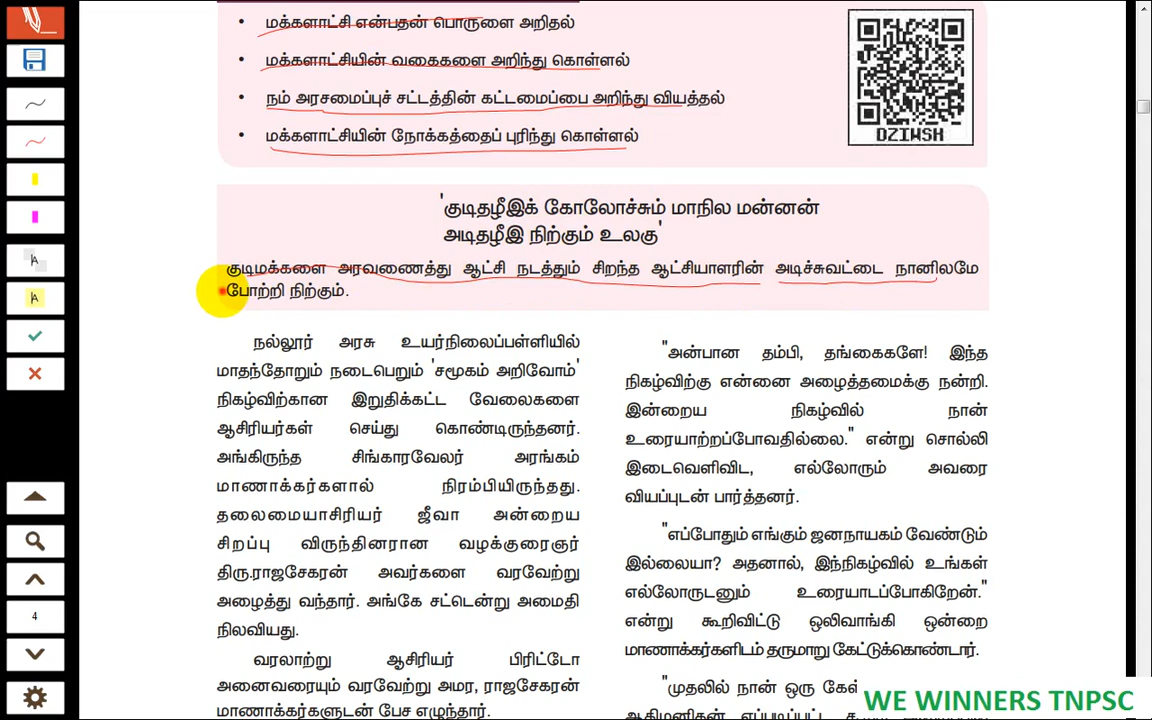 • மக்களாட்சி என்பதன் பொருளை அறிதல்
• மக்களாட்சியின் வகைகளை அறிந்து கொள்ளல்
• நம் அரசமைப்புச் சட்டத்தின் கட்டமைப்பை அறிந்து வியத்தல்
• மக்களாட்சியின் நோக்கத்தைப் புரிந்து கொள்ளல்
DZIWSH
'குடிதழீஇக் கோலோச்சும் மாநில மன்னன்
அடிதழீஇ நிற்கும் உலகு'
குடிமக்களை அரவணைத்து ஆட்சி நடத்தும் சிறந்த ஆட்சியாளரின் அடிச்சுவட்டை நானிலமே
போற்றி நிற்கும்.
நல்லூர் அரசு உயர்நிலைப்பள்ளியில்
மாதந்தோறும் நடைபெறும் 'சமூகம் அறிவோம்'
நிகழ்விற்கான இறுதிக்கட்ட வேலைகளை
ஆசிரியர்கள் செய்து கொண்டிருந்தனர்.
அங்கிருந்த சிங்காரவேலர் அரங்கம்
மாணாக்கர்களால் நிரம்பியிருந்தது.
தலைமையாசிரியர் ஜீவா அன்றைய
சிறப்பு விருந்தினரான வழக்குரைஞர்
திரு.ராஜசேகரன் அவர்களை வரவேற்று
அழைத்து வந்தார். அங்கே சட்டென்று அமைதி
நிலவியது.
வரலாற்று ஆசிரியர் பிரிட்டோ
அனைவரையும் வரவேற்று அமர, ராஜசேகரன்
மாணாக்கர்களுடன் பேச எழுந்தார்.
"அன்பான தம்பி, தங்கைகளே! இந்த
நிகழ்விற்கு என்னை அழைத்தமைக்கு நன்றி.
இன்றைய நிகழ்வில் நான்
உரையாற்றப்போவதில்லை." என்று சொல்லி
இடைவெளிவிட, எல்லோரும் அவரை
வியப்புடன் பார்த்தனர்.
"எப்போதும் எங்கும் ஜனநாயகம் வேண்டும்
இல்லையா? அதனால், இந்நிகழ்வில் உங்கள்
எல்லோருடனும் உரையாடப்போகிறேன்."
என்று கூறிவிட்டு ஒலிவாங்கி ஒன்றை
மாணாக்கர்களிடம் தருமாறு கேட்டுக்கொண்டார்.
"முதலில் நான் ஒரு
ஆதிமனிதன் எப்படிப்பட்ட
4
WE WINNERS TNPSC